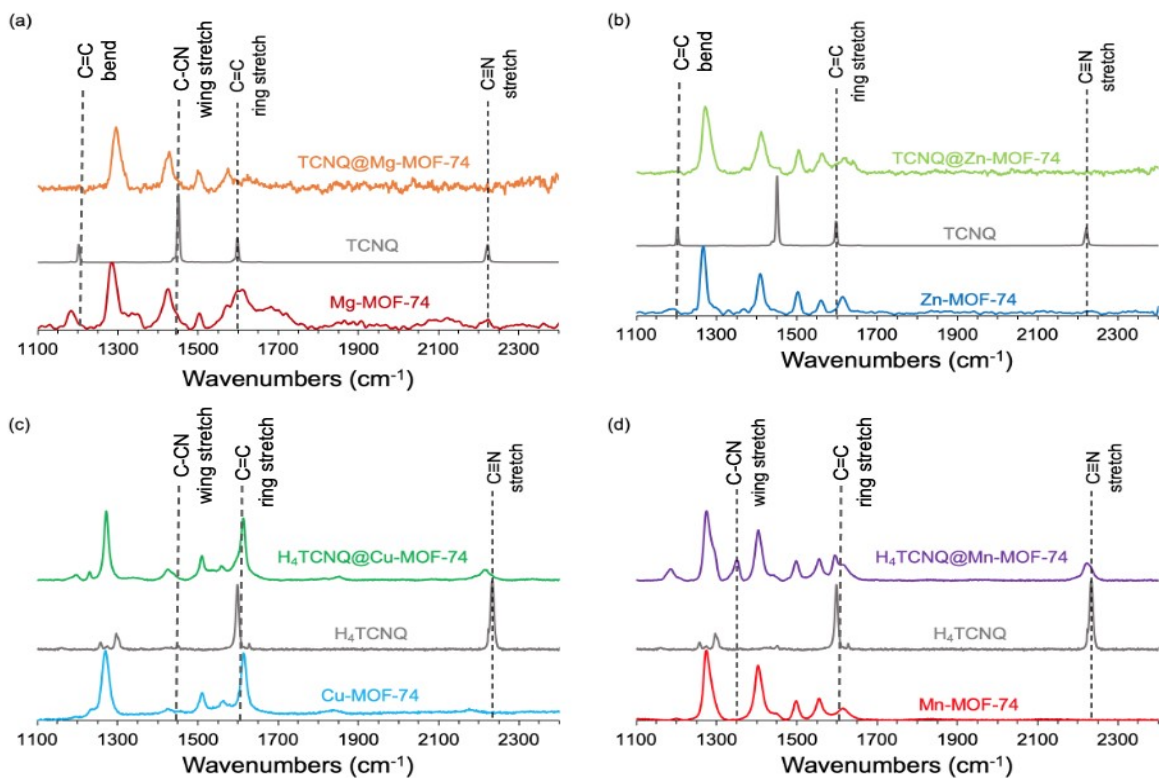 (a)
C=C
bend
C-CN
wing stretch
C=C
ring stretch
C≡N
stretch
TCNQ@Mg-MOF-74
TCNQ
Mg-MOF-74
1100 1300 1500 1700 1900 2100 2300
Wavenumbers (cm⁻¹)
(b)
C=C
bend
C=C
ring stretch
C≡N
stretch
TCNQ@Zn-MOF-74
TCNQ
Zn-MOF-74
1100 1300 1500 1700 1900 2100 2300
Wavenumbers (cm⁻¹)
(c)
C-CN
wing stretch
C=C
ring stretch
C≡N
stretch
H₄TCNQ@Cu-MOF-74
H₄TCNQ
Cu-MOF-74
1100 1300 1500 1700 1900 2100 2300
Wavenumbers (cm⁻¹)
(d)
C-CN
wing stretch
C=C
ring stretch
C≡N
stretch
H₄TCNQ@Mn-MOF-74
H₄TCNQ
Mn-MOF-74
1100 1300 1500 1700 1900 2100 2300
Wavenumbers (cm⁻¹)